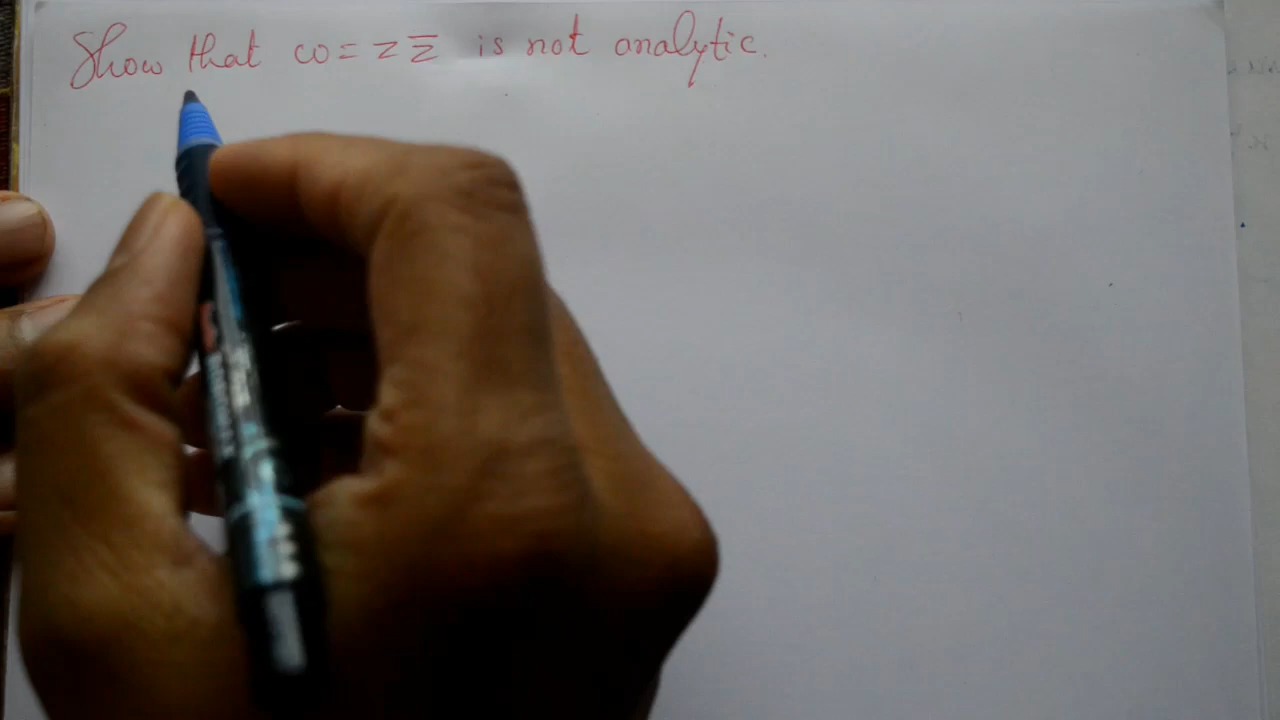 Show that ω = z z̅ is not analytic.